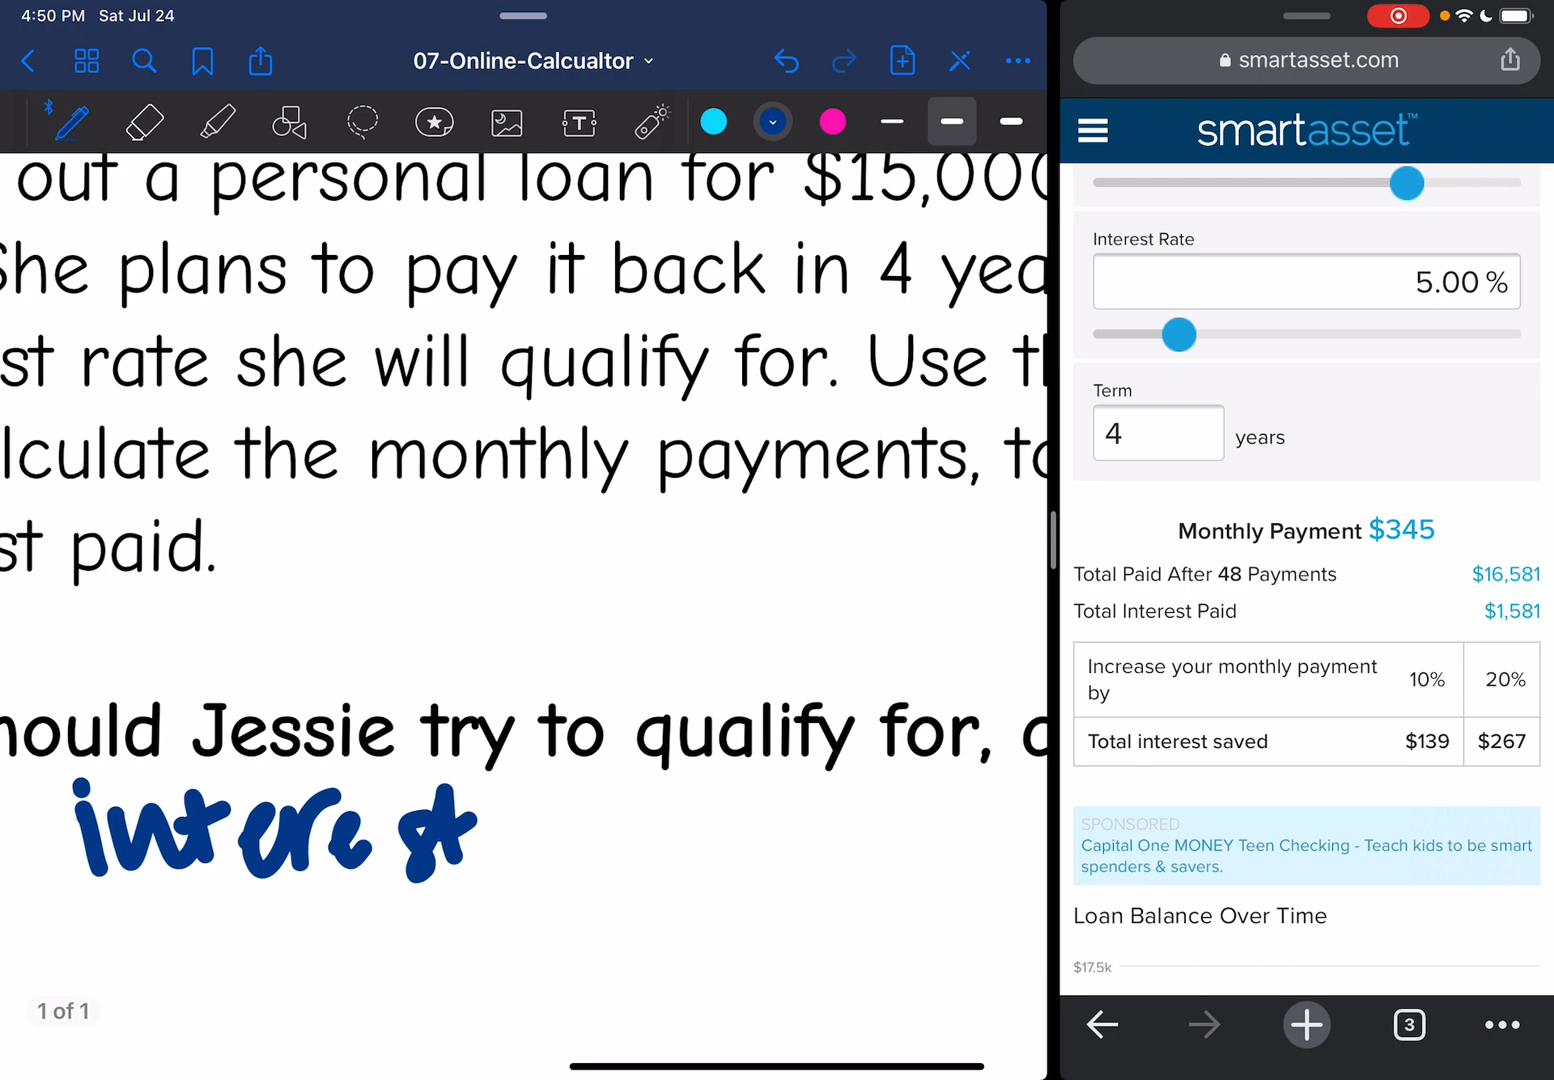 4:50 PM Sat Jul 24
07-Online-Calcualtor
T
out a personal loan for $15,000
She plans to pay it back in 4 yea
st rate she will qualify for. Use t
lculate the monthly payments, to
st paid.
hould Jessie try to qualify for,
interest
1 of 1
smartasset.com
smartasset™
Interest Rate
5.00 %
Term
4 years
Monthly Payment $345
Total Paid After 48 Payments $16,581
Total Interest Paid $1,581
Increase your monthly payment by 10% 20%
Total interest saved $139 $267
SPONSORED
Capital One MONEY Teen Checking - Teach kids to be smart
spenders & savers.
Loan Balance Over Time
$17.5k
3